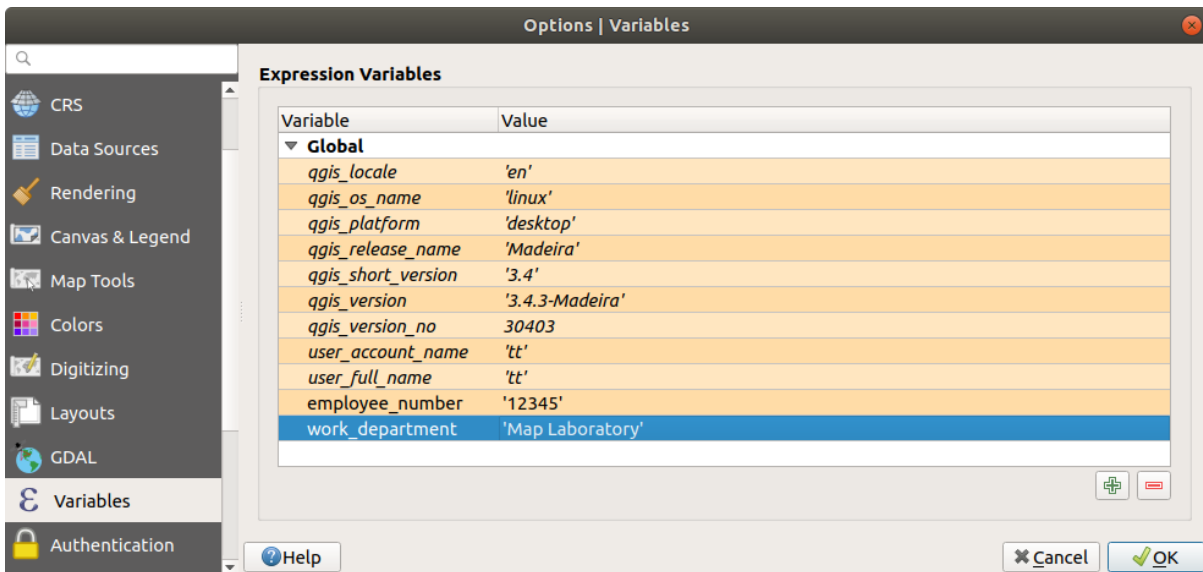 Options | Variables
CRS
Data Sources
Rendering
Canvas & Legend
Map Tools
Colors
Digitizing
Layouts
GDAL
ε Variables
Authentication
Expression Variables
Variable Value
Global
qgis_locale 'en'
qgis_os_name 'linux'
qgis_platform 'desktop'
qgis_release_name 'Madeira'
qgis_short_version '3.4'
qgis_version '3.4.3-Madeira'
qgis_version_no 30403
user_account_name 'tt'
user_full_name 'tt'
employee_number '12345'
work_department 'Map Laboratory'
Help
Cancel
OK